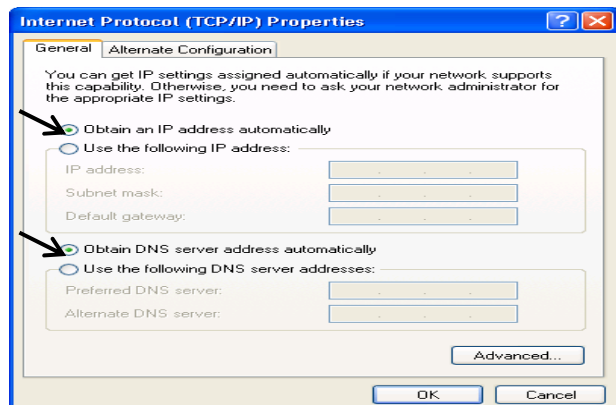 Internet Protocol (TCP/IP) Properties
General
Alternate Configuration
You can get IP settings assigned automatically if your network supports
this capability. Otherwise, you need to ask your network administrator for
the appropriate IP settings.
Obtain an IP address automatically
Use the following IP address:
IP address:
Subnet mask:
Default gateway:
Obtain DNS server address automatically
Use the following DNS server addresses:
Preferred DNS server:
Alternate DNS server:
Advanced...
OK
Cancel